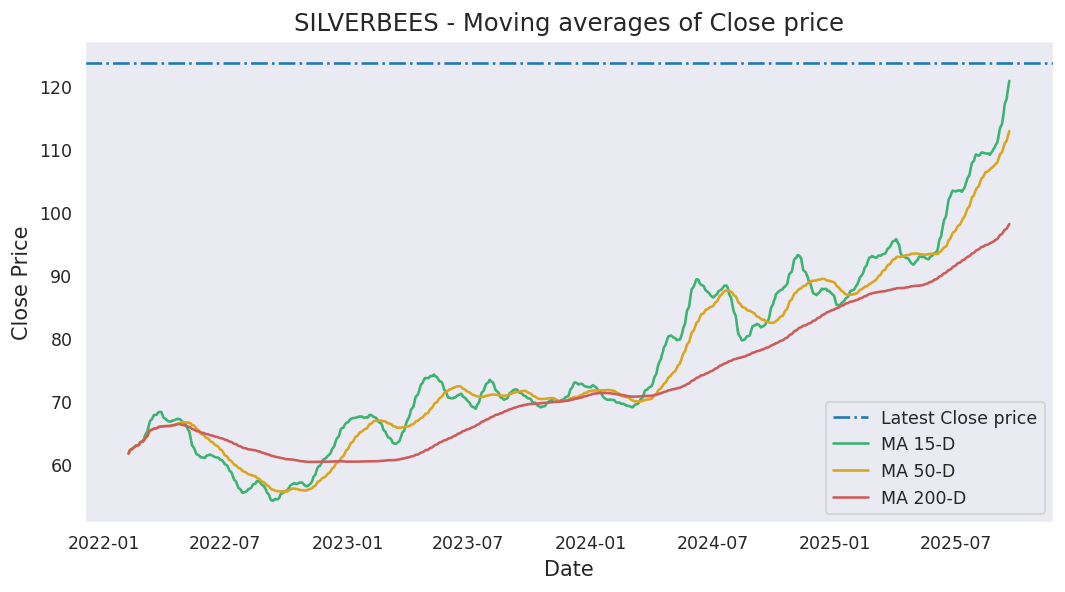 SILVERBEES - Moving averages of Close price
120
110
100
90
80
70
60
Close Price
Latest Close price
MA 15-D
MA 50-D
MA 200-D
2022-01 2022-07 2023-01 2023-07 2024-01 2024-07 2025-01 2025-07
Date